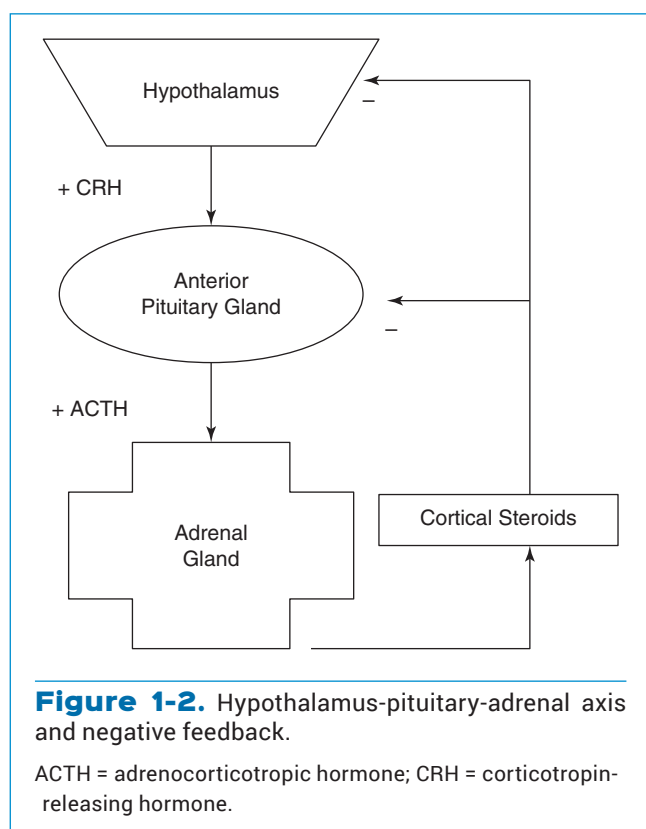 Hypothalamus
–
+ CRH
Anterior
Pituitary Gland
–
+ ACTH
Adrenal
Gland
Cortical Steroids
Figure 1-2. Hypothalamus-pituitary-adrenal axis
and negative feedback.
ACTH = adrenocorticotropic hormone; CRH = corticotropin-
releasing hormone.